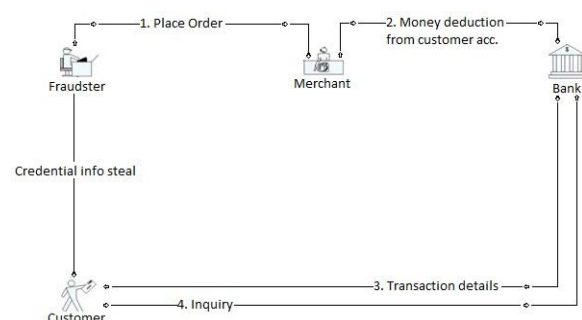 1. Place Order
2. Money deduction
from customer acc.
Fraudster
Merchant
Bank
Credential info steal
3. Transaction details
4. Inquiry
Customer